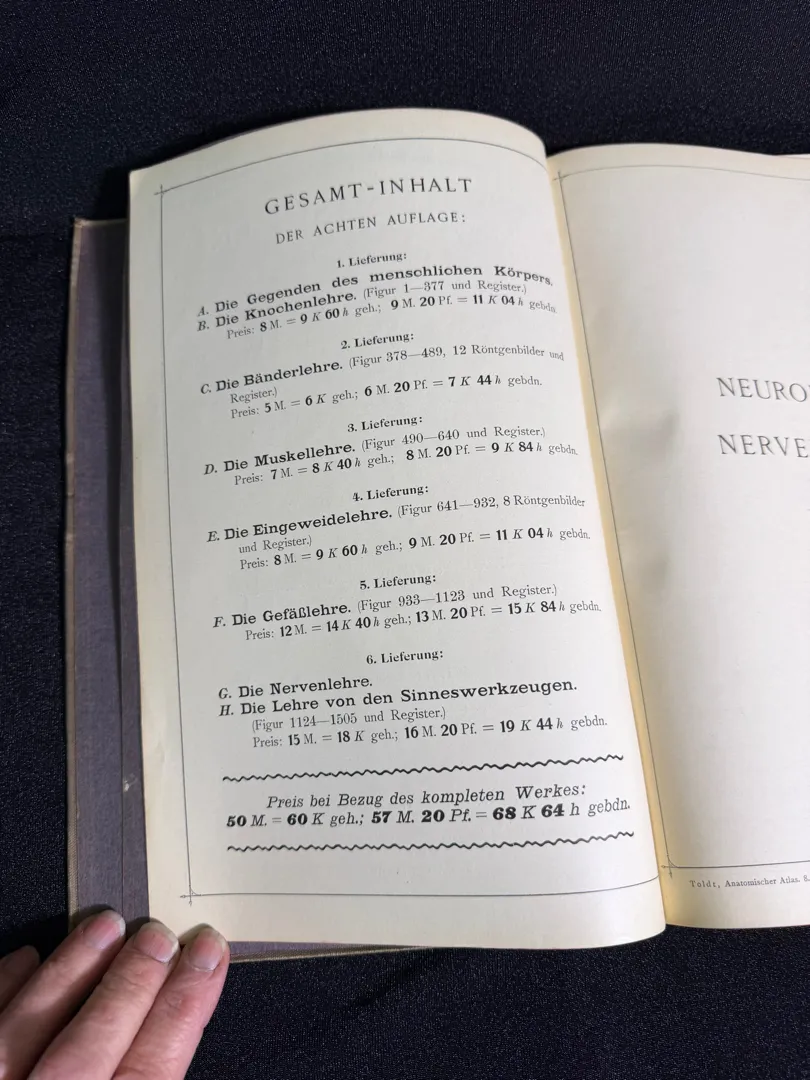 GESAMT-INHALT
DER ACHTEN AUFLAGE:
1. Lieferung:
A. Die Gegenden des menschlichen Körpers.
B. Die Knochenlehre. (Figur 1—377 und Register.)
Preis: 8 M. = 9 K 60 h geh.; 9 M. 20 Pf. = 11 K 04 h gebdn.
2. Lieferung:
C. Die Bänderlehre. (Figur 378—489, 12 Röntgenbilder und
Register.)
Preis: 5 M. = 6 K geh.; 6 M. 20 Pf. = 7 K 44 h gebdn.
3. Lieferung:
D. Die Muskellehre. (Figur 490—640 und Register.)
Preis: 7 M. = 8 K 40 h geh.; 8 M. 20 Pf. = 9 K 84 h gebdn.
4. Lieferung:
E. Die Eingeweidelehre. (Figur 641—932, 8 Röntgenbilder
und Register.)
Preis: 8 M. = 9 K 60 h geh.; 9 M. 20 Pf. = 11 K 04 h gebdn.
5. Lieferung:
F. Die Gefäßlehre. (Figur 933—1123 und Register.)
Preis: 12 M. = 14 K 40 h geh.; 13 M. 20 Pf. = 15 K 84 h gebdn.
6. Lieferung:
G. Die Nervenlehre.
H. Die Lehre von den Sinneswerkzeugen.
(Figur 1124—1505 und Register.)
Preis: 15 M. = 18 K geh.; 16 M. 20 Pf. = 19 K 44 h gebdn.
Preis bei Bezug des kompleten Werkes:
50 M. = 60 K geh.; 57 M. 20 Pf. = 68 K 64 h gebdn.
NEURO
NERVE
Toldt, Anatomischer Atlas. 8.